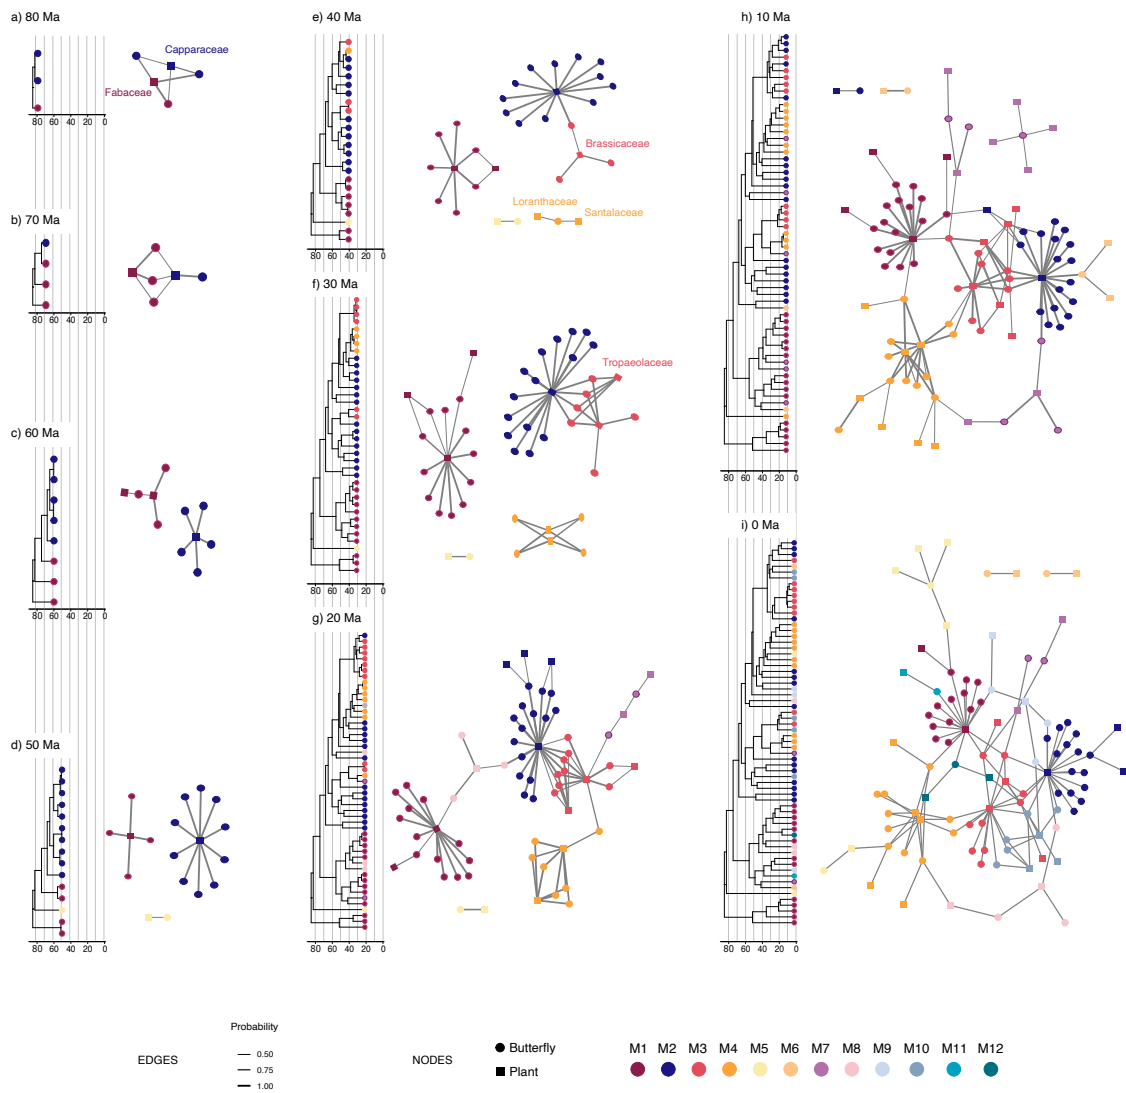 a) 80 Ma
Capparaceae
Fabaceae
80 60 40 20 0
b) 70 Ma
80 60 40 20 0
c) 60 Ma
80 60 40 20 0
d) 50 Ma
80 60 40 20 0
e) 40 Ma
Brassicaceae
Loranthaceae
Santalaceae
80 60 40 20 0
f) 30 Ma
Tropaeolaceae
80 60 40 20 0
g) 20 Ma
80 60 40 20 0
h) 10 Ma
80 60 40 20 0
i) 0 Ma
80 60 40 20 0
EDGES
Probability
0.50
0.75
1.00
NODES
Butterfly
Plant
M1 M2 M3 M4 M5 M6 M7 M8 M9 M10 M11 M12